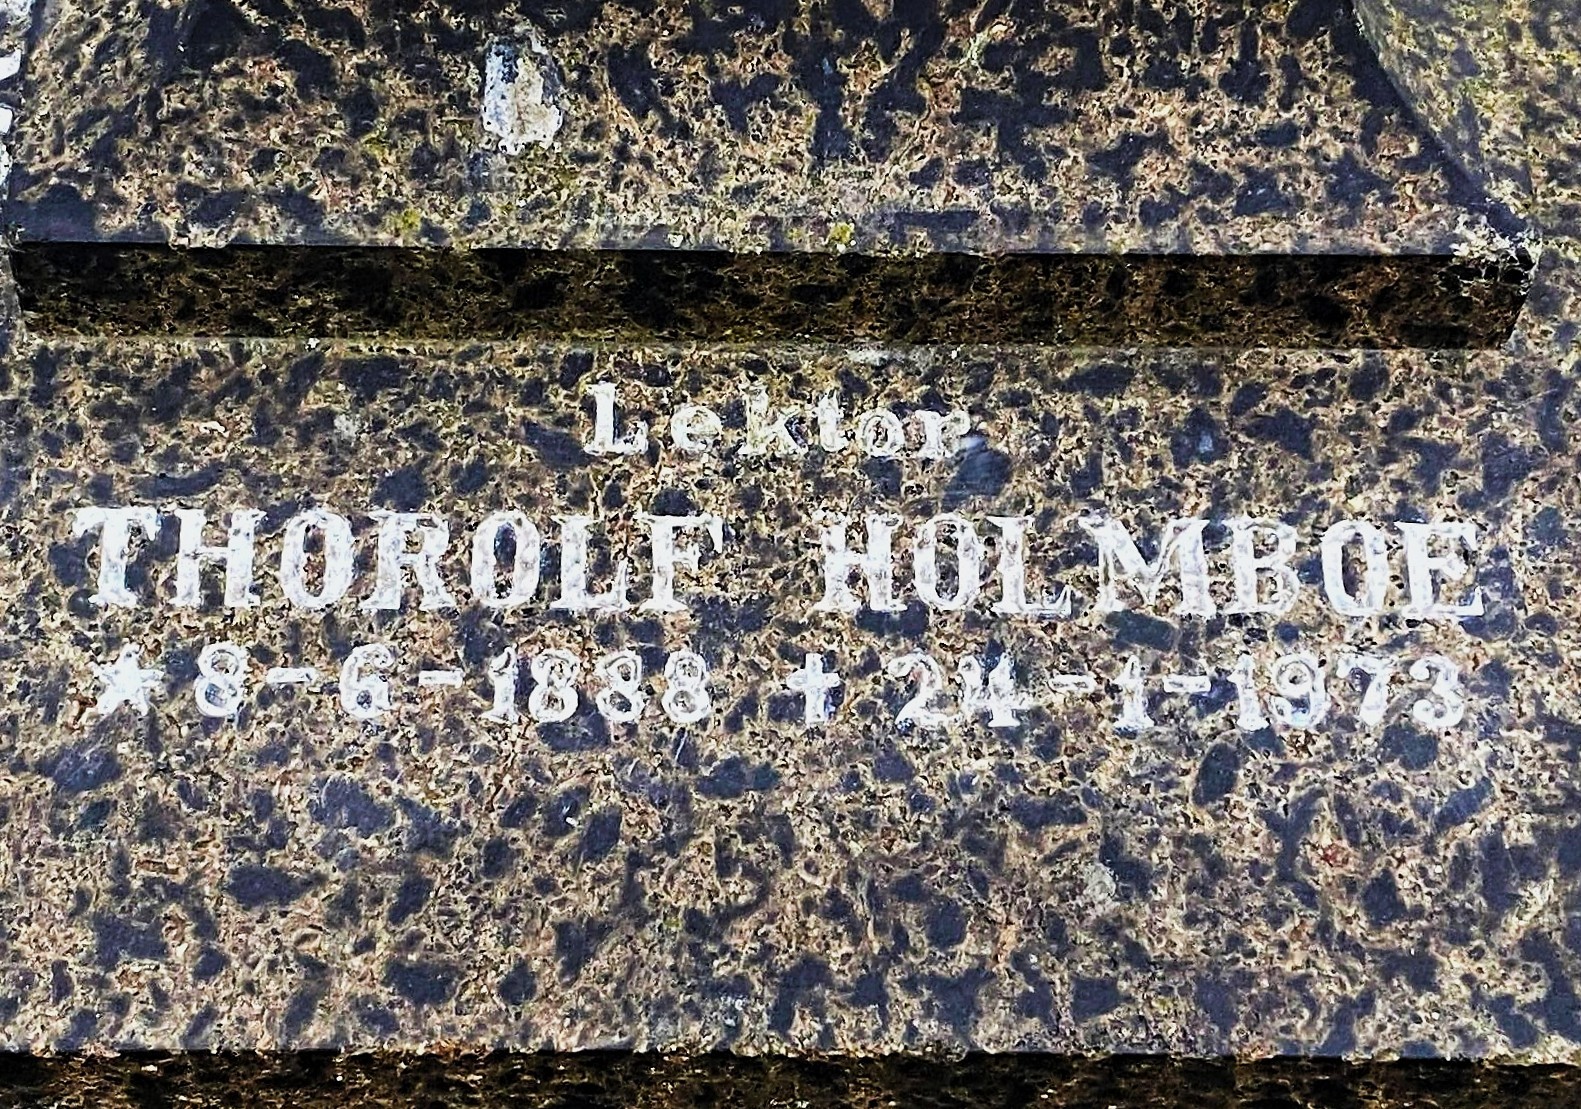 Lektor
THOROLF HOLMBOE
★ 8-6-1888 ✝ 24-1-1973